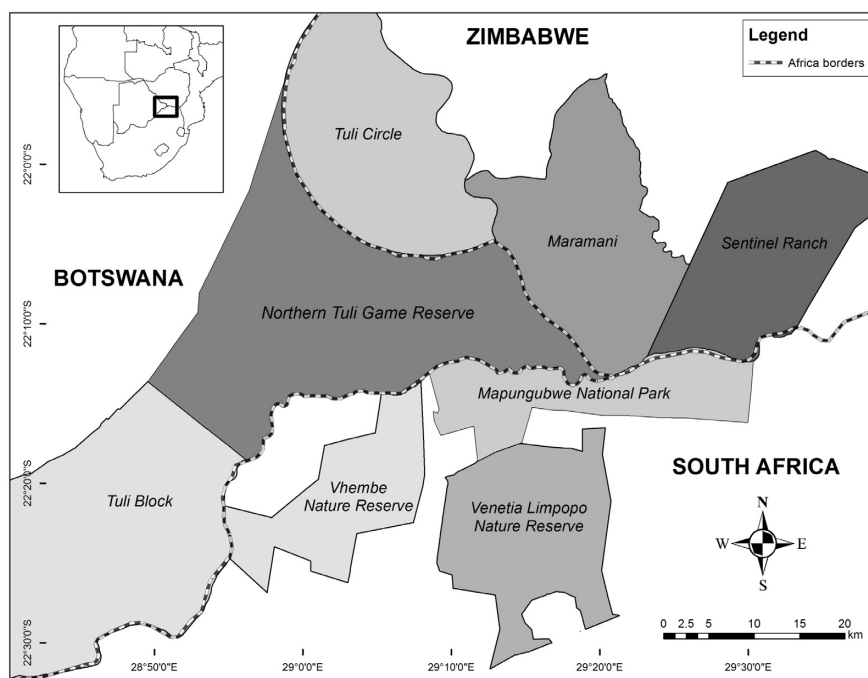 ZIMBABWE
Legend
Africa borders
Tuli Circle
22°0'0"S
Maramani
Sentinel Ranch
BOTSWANA
Northern Tuli Game Reserve
22°10'0"S
Mapungubwe National Park
SOUTH AFRICA
Tuli Block
22°20'0"S
Vhembe
Nature Reserve
Venetia Limpopo
Nature Reserve
N
W
E
S
0 2.5 5 10 15 20
km
22°30'0"S
28°50'0"E
29°0'0"E
29°10'0"E
29°20'0"E
29°30'0"E